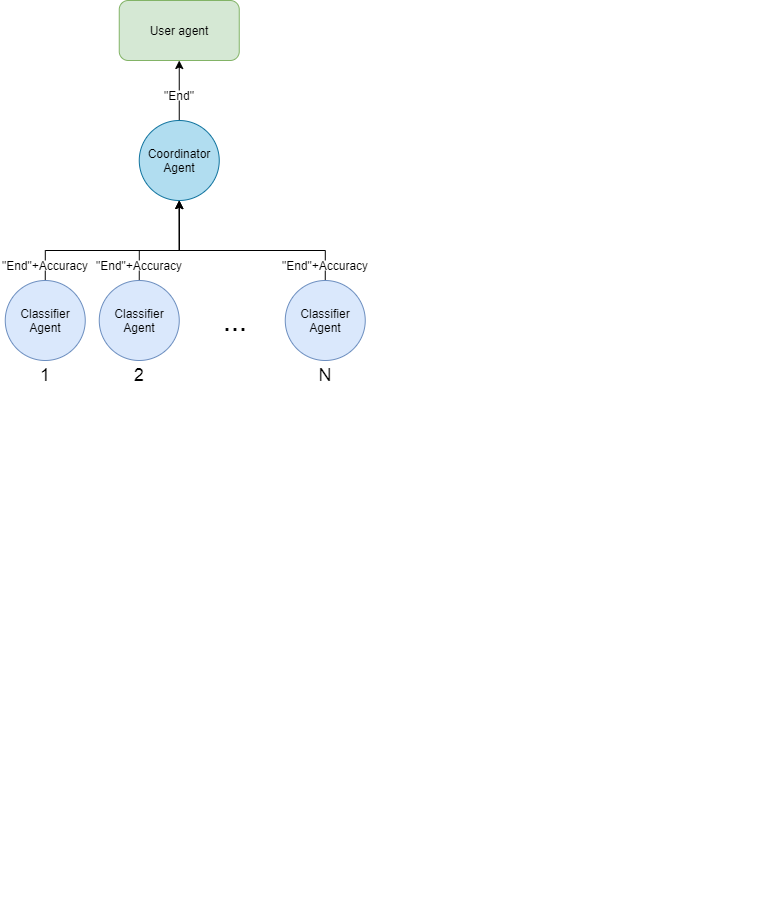 User agent
"End"
Coordinator
Agent
"End"+Accuracy "End"+Accuracy "End"+Accuracy
Classifier Classifier Classifier
Agent Agent ... Agent
1 2 N